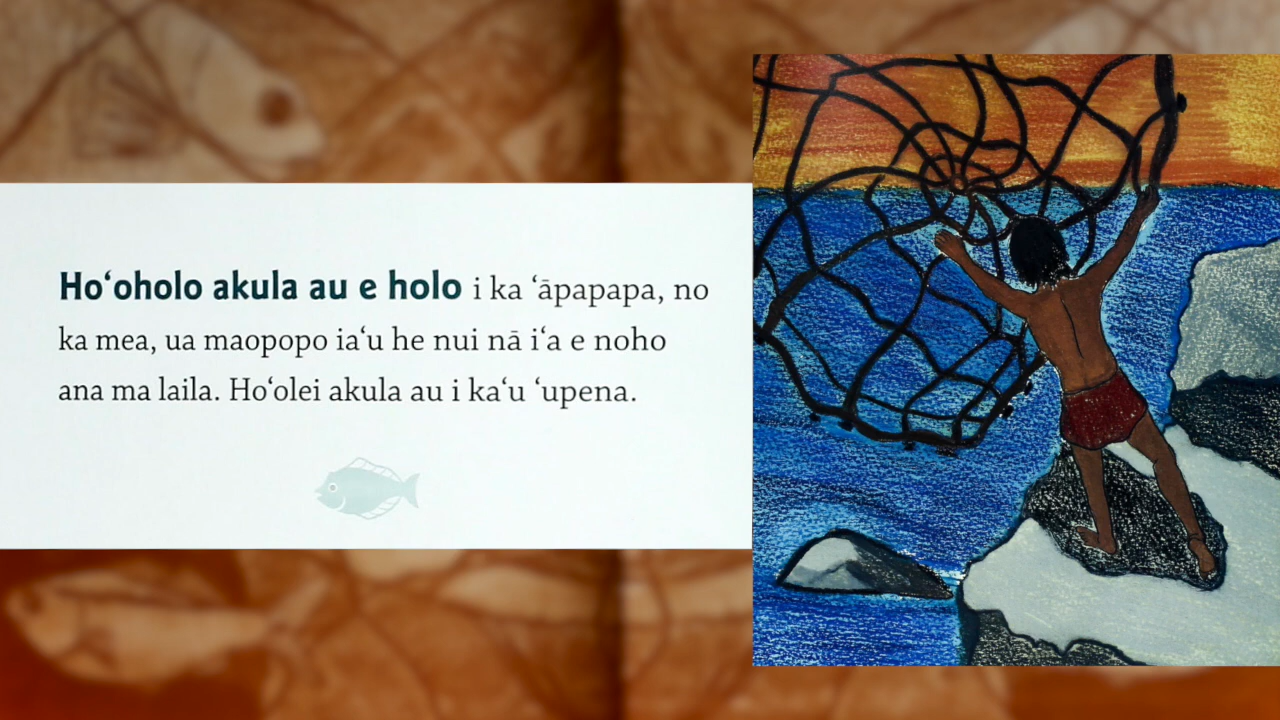 Hoʻoholo akula au e holo i ka ʻāpapapa, no
ka mea, ua maopopo iaʻu he nui nā iʻa e noho
ana ma laila. Hoʻolei akula au i kaʻu ʻupena.